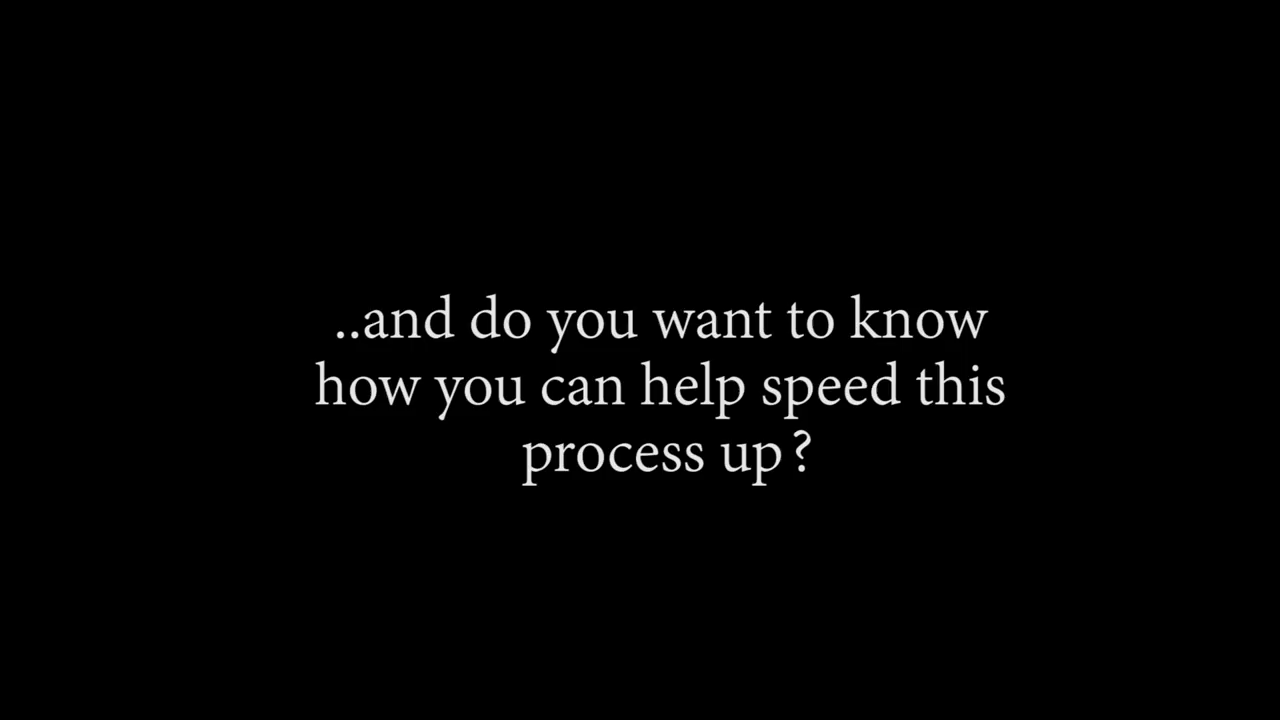 ..and do you want to know
how you can help speed this
process up?